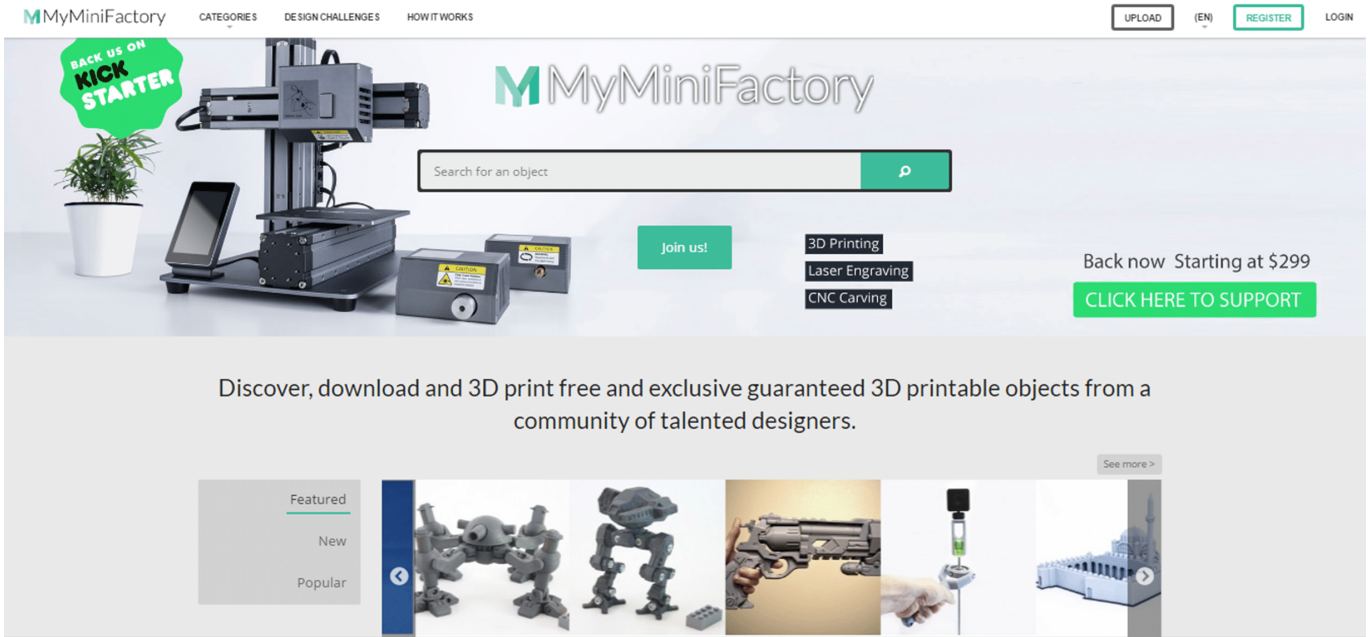 MyMiniFactory
CATEGORIES
DESIGN CHALLENGES
HOW IT WORKS
UPLOAD
(EN)
REGISTER
LOGIN
BACK US ON
KICK
STARTER
MyMiniFactory
Search for an object
Join us!
3D Printing
Laser Engraving
CNC Carving
Back now Starting at $299
CLICK HERE TO SUPPORT
CAUTION
CAUTION
Discover, download and 3D print free and exclusive guaranteed 3D printable objects from a
community of talented designers.
See more >
Featured
New
Popular